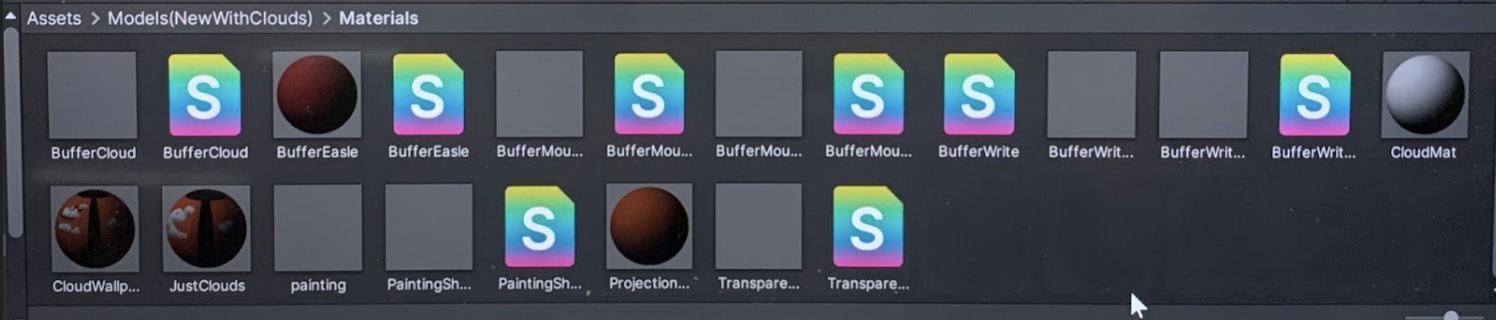 Assets > Models(NewWithClouds) > Materials
S S S S S S
BufferCloud BufferCloud BufferEasle BufferEasle BufferMou... BufferMou... BufferMou... BufferMou... BufferWrite BufferWrit... BufferWrit... BufferWrit... CloudMat
S S
CloudWallp... JustClouds painting PaintingSh... PaintingSh... Projection... Transpare... Transpare...